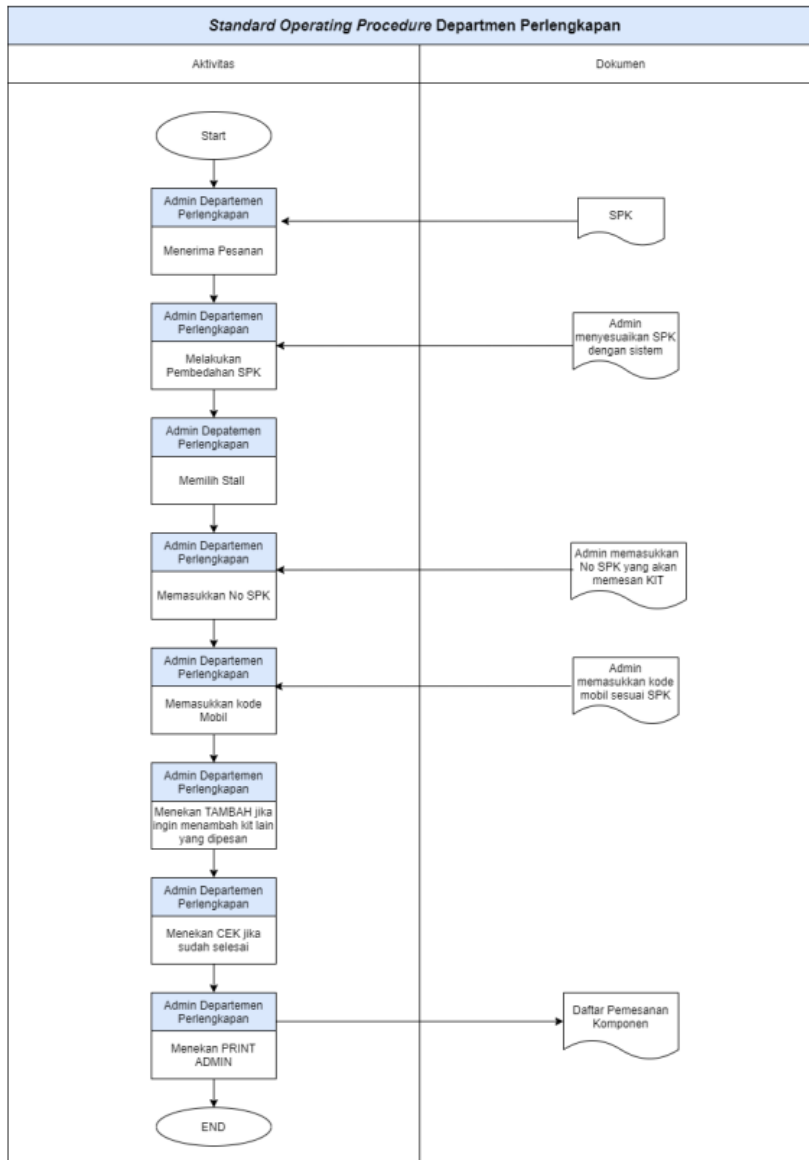 Standard Operating Procedure Departmen Perlengkapan
Aktivitas
Dokumen
Start
Admin Departemen
Perlengkapan
Menerima Pesanan
SPK
Admin Departemen
Perlengkapan
Melakukan
Pembedahan SPK
Admin
menyesuaikan SPK
dengan sistem
Admin Depatemen
Perlengkapan
Memilih Stall
Admin Departemen
Perlengkapan
Memasukkan No SPK
Admin memasukkan
No SPK yang akan
memesan KIT
Admin Departemen
Perlengkapan
Memasukkan kode
Mobil
Admin
memasukkan kode
mobil sesuai SPK
Admin Departemen
Perlengkapan
Menekan TAMBAH jika
ingin menambah kit lain
yang dipesan
Admin Departemen
Perlengkapan
Menekan CEK jika
sudah selesai
Admin Departemen
Perlengkapan
Menekan PRINT
ADMIN
Daftar Pemesanan
Komponen
END